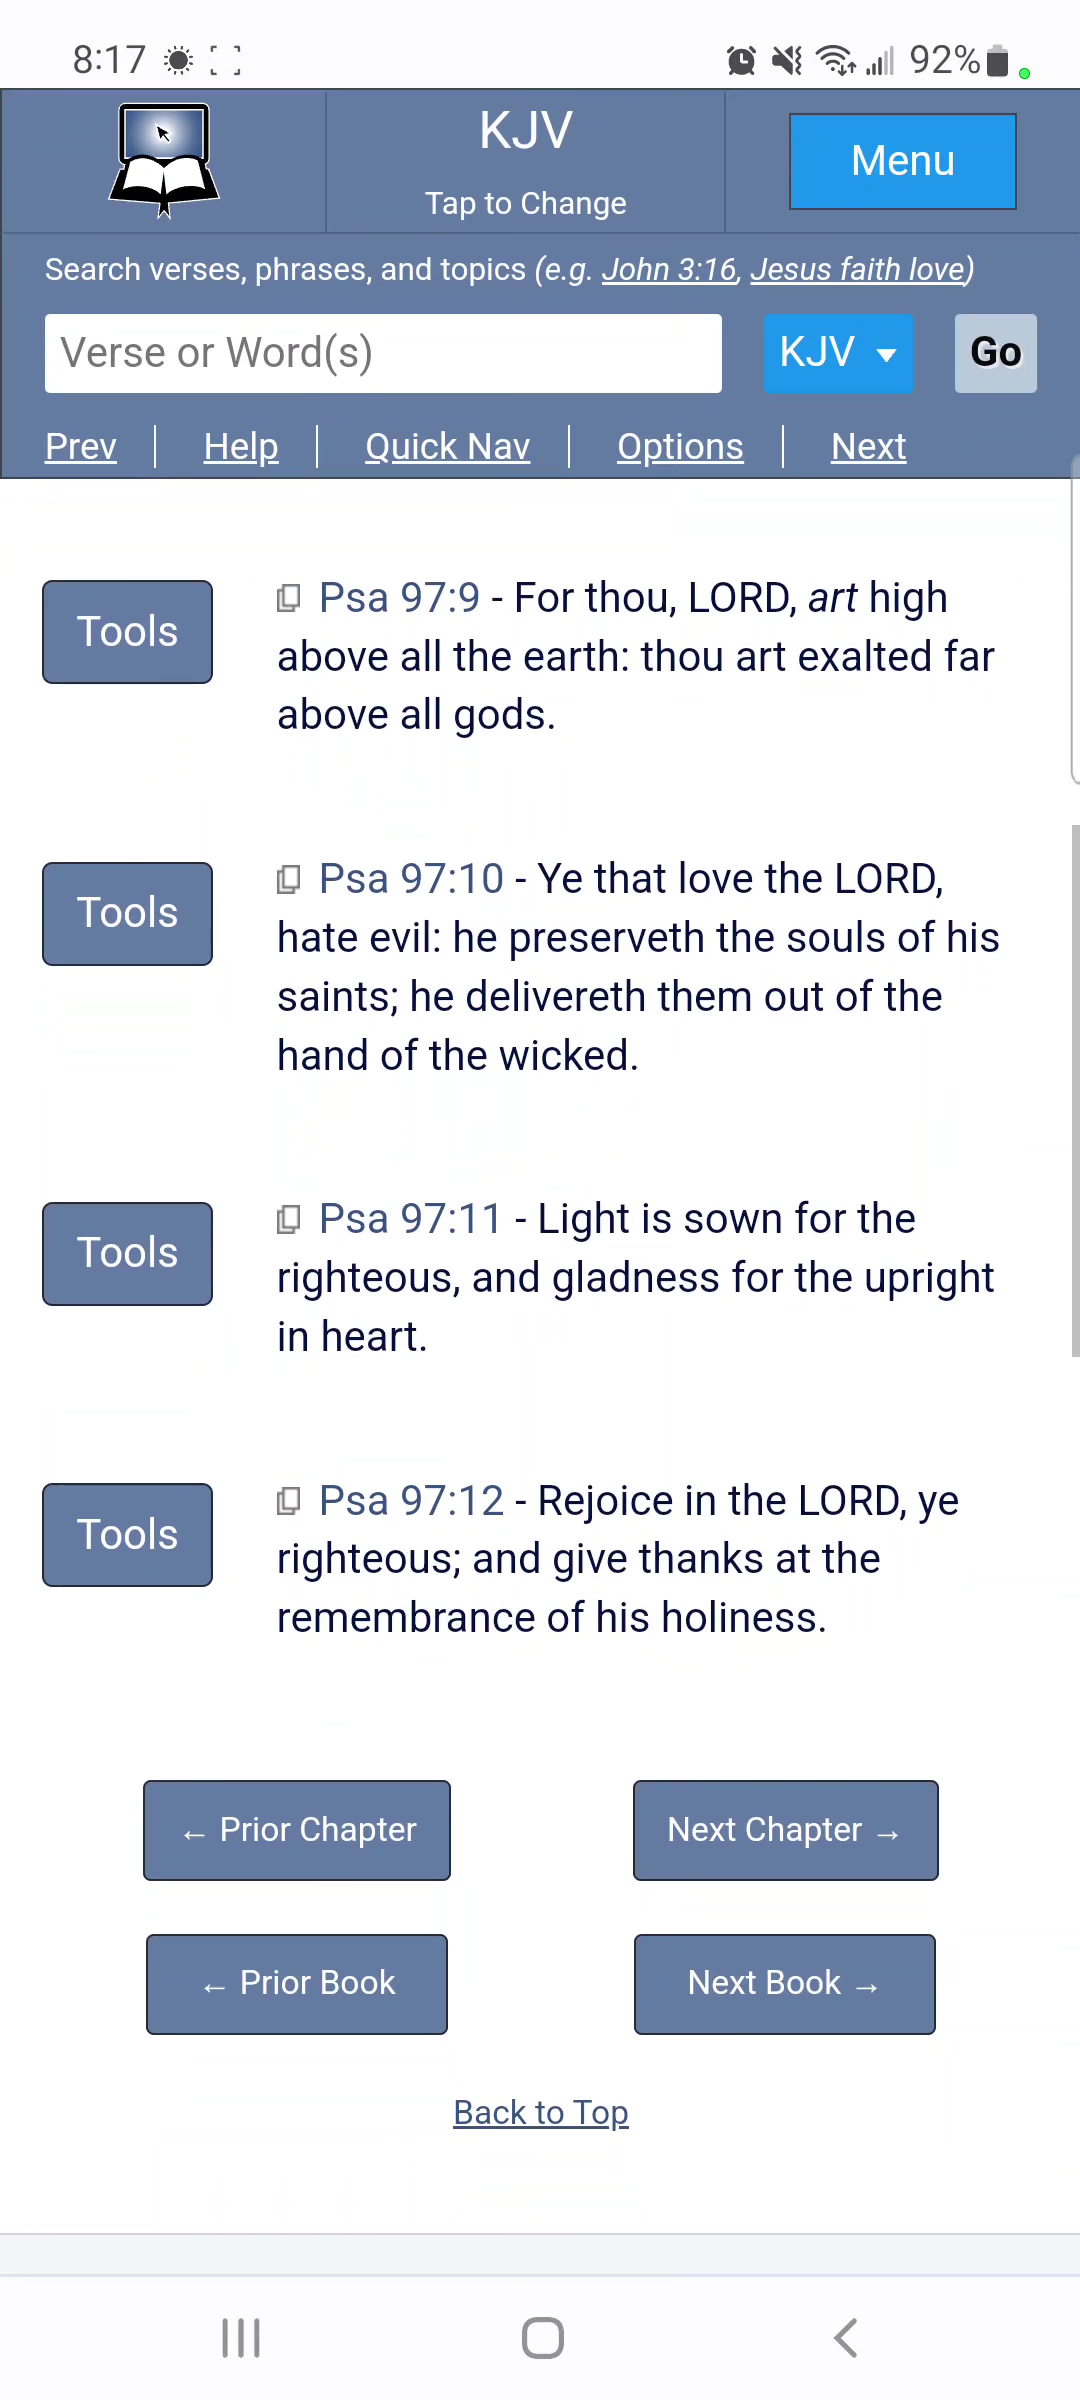 8:17
92%
KJV
Tap to Change
Menu
Search verses, phrases, and topics (e.g. John 3:16, Jesus faith love)
Verse or Word(s)
KJV
Go
Prev
Help
Quick Nav
Options
Next
Tools
Psa 97:9 - For thou, LORD, art high
above all the earth: thou art exalted far
above all gods.
Tools
Psa 97:10 - Ye that love the LORD,
hate evil: he preserveth the souls of his
saints; he delivereth them out of the
hand of the wicked.
Tools
Psa 97:11 - Light is sown for the
righteous, and gladness for the upright
in heart.
Tools
Psa 97:12 - Rejoice in the LORD, ye
righteous; and give thanks at the
remembrance of his holiness.
← Prior Chapter
Next Chapter →
← Prior Book
Next Book →
Back to Top